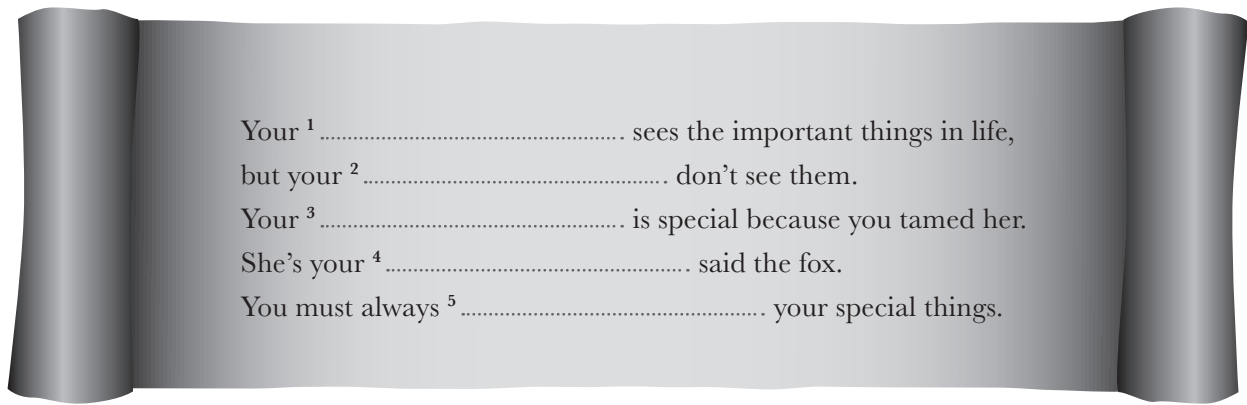 Your 1 ........................................ sees the important things in life,
but your 2 ........................................ don’t see them.
Your 3 ........................................ is special because you tamed her.
She’s your 4 ........................................ said the fox.
You must always 5 ........................................ your special things.